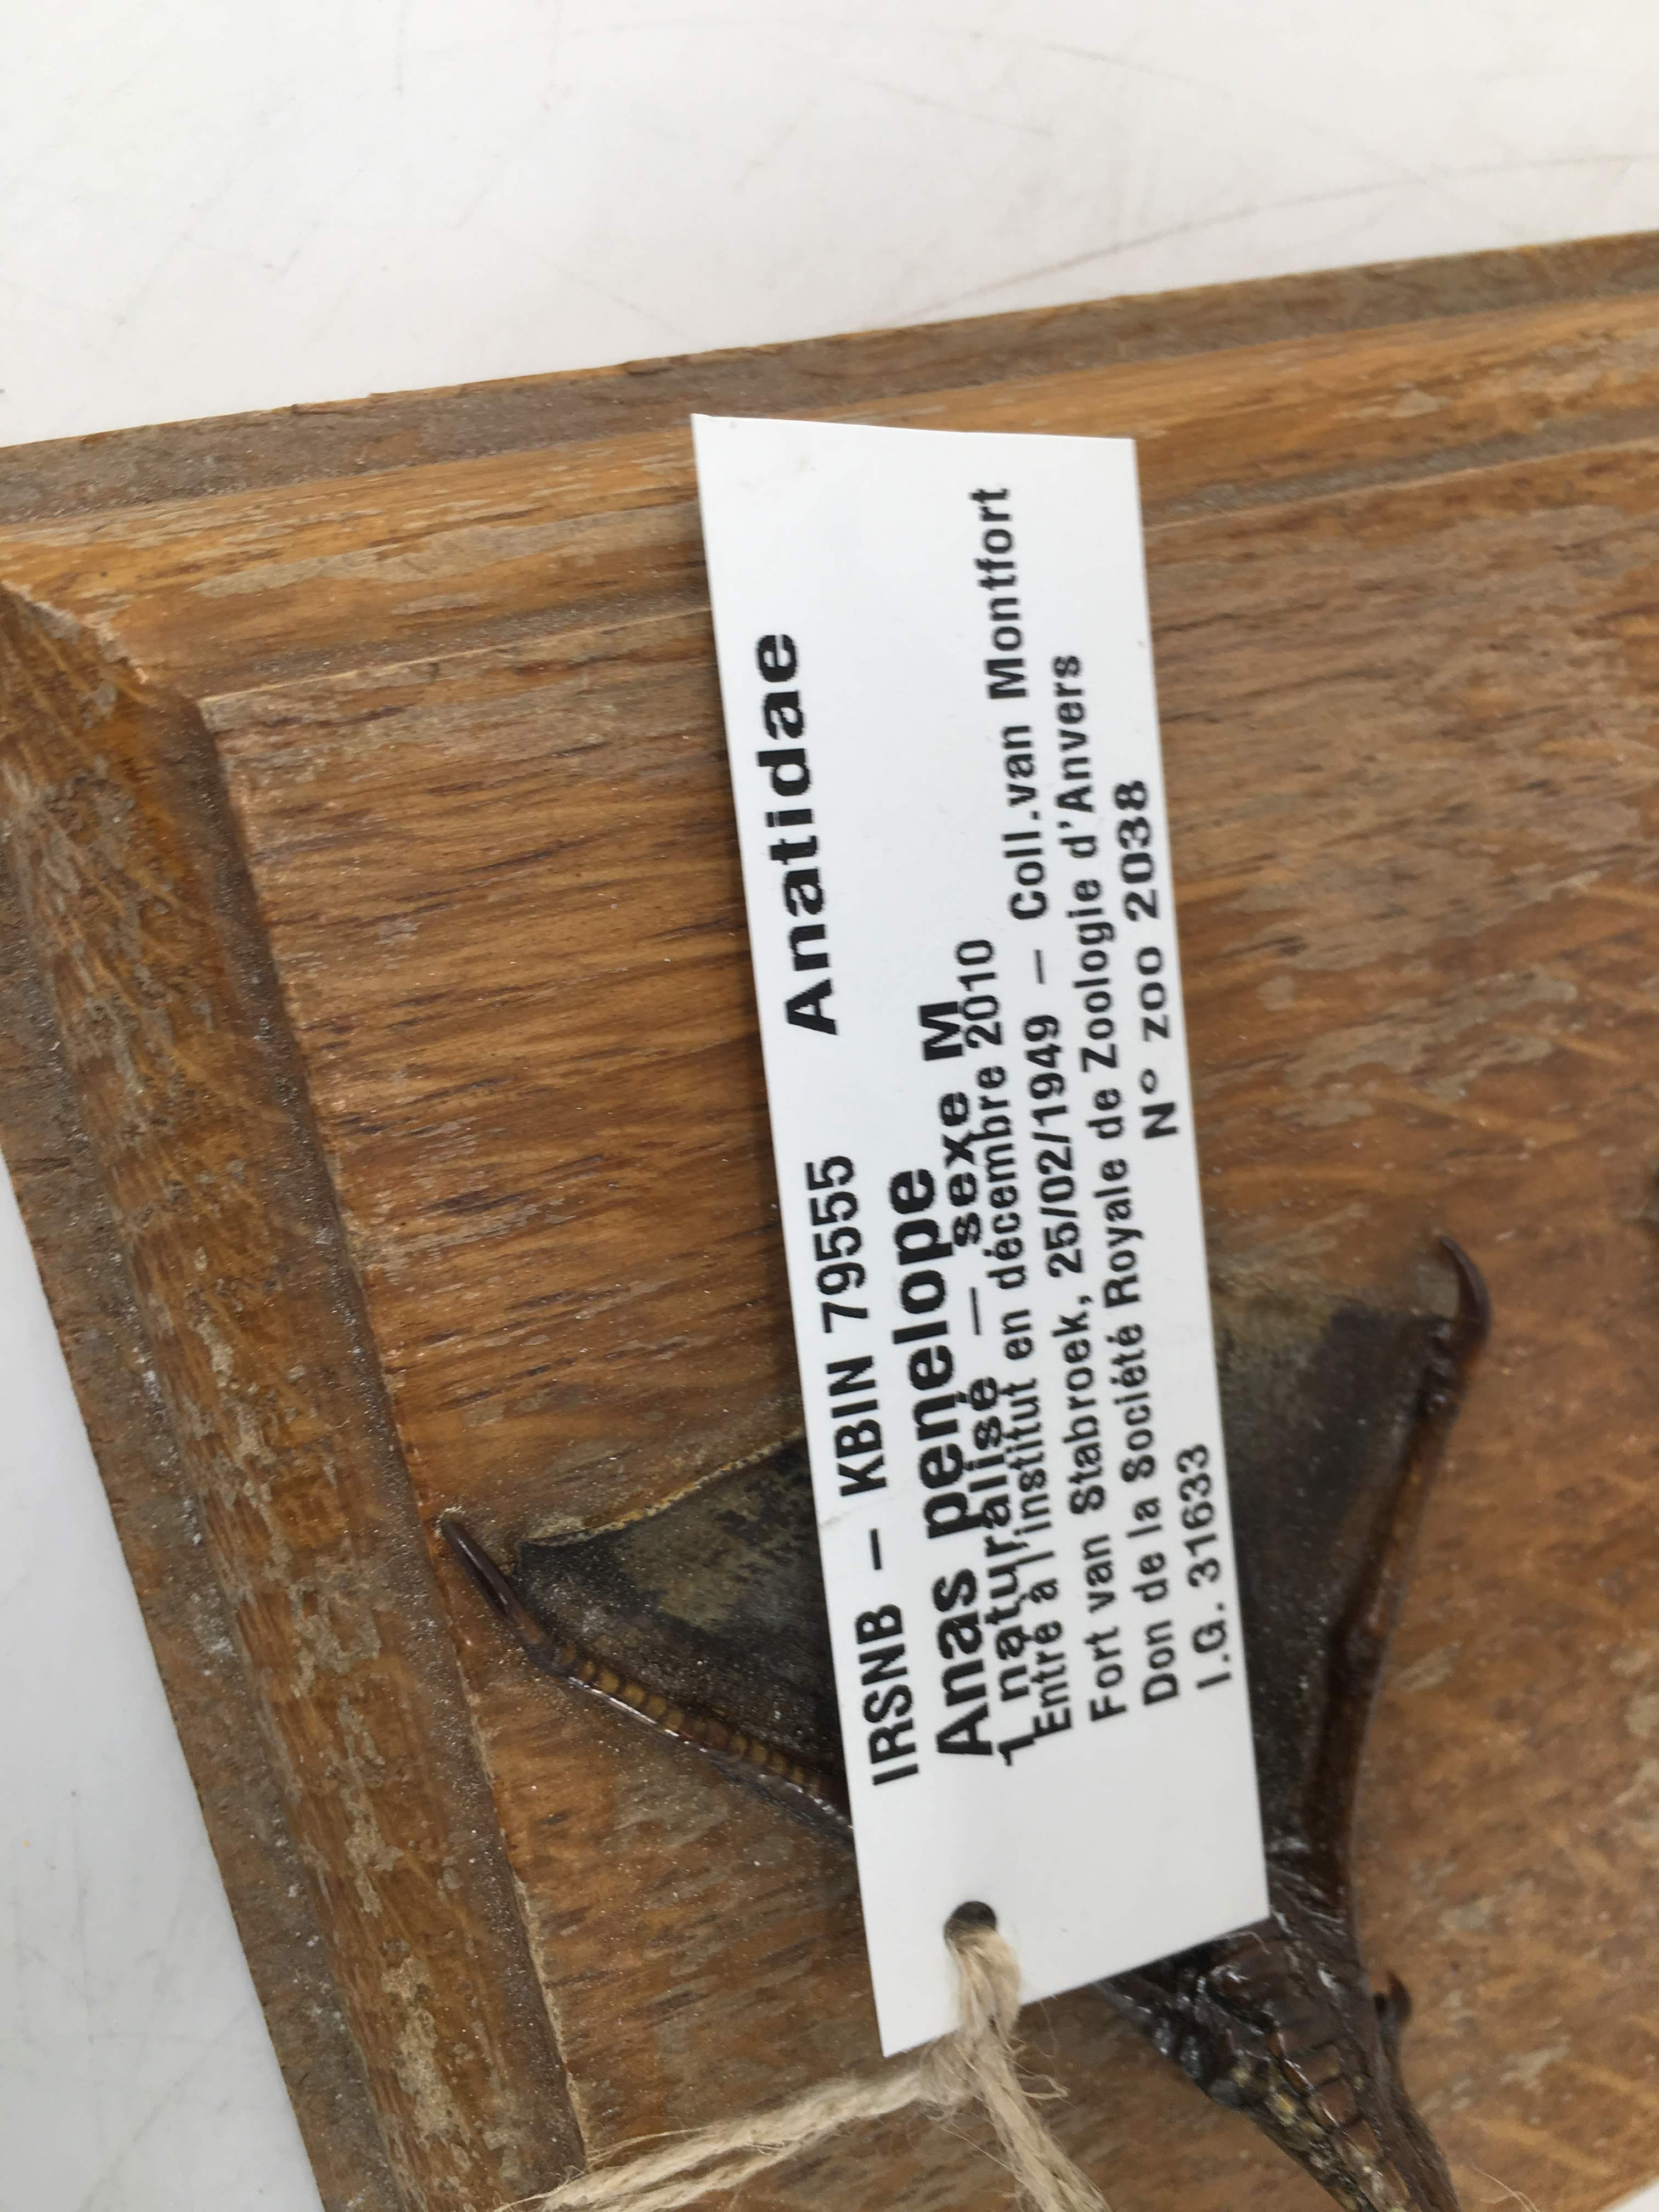 IRSNB – KBIN 79555 Anatidae
Anas penelope
1 naturalisé – sexe M
Entré à l'institut en décembre 2010
Fort van Stabroek, 25/02/1949 – Coll.van Montfort
Don de la Société Royale de Zoologie d'Anvers
I.G. 31633 N° zoo 2038